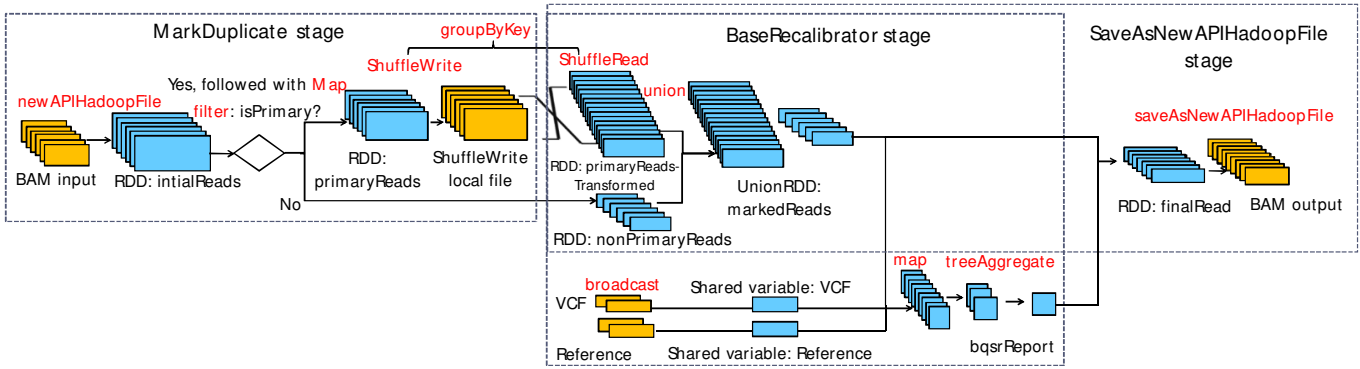 MarkDuplicate stage
groupByKey
ShuffleWrite
Yes, followed with Map
newAPIHadoopFile
filter: isPrimary?
BAM input
RDD: intialReads
RDD:
primaryReads
ShuffleWrite
local file
No
BaseRecalibrator stage
ShuffleRead
union
RDD: primaryReads-
Transformed
UnionRDD:
markedReads
RDD: nonPrimaryReads
broadcast
VCF
Shared variable: VCF
map
treeAggregate
Reference
Shared variable: Reference
bqsrReport
SaveAsNewAPIHadoopFile
stage
saveAsNewAPIHadoopFile
RDD: finalRead
BAM output